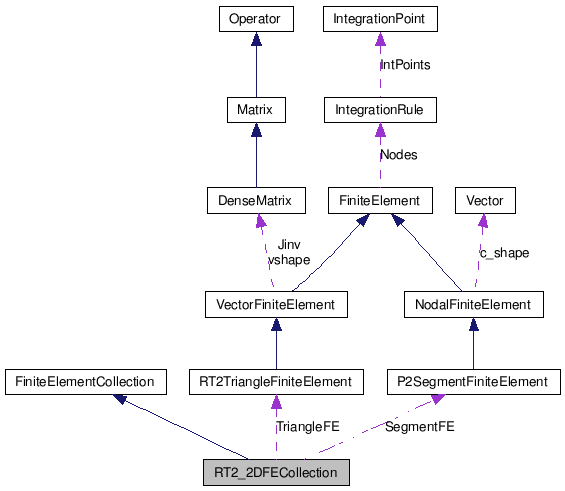 Operator
IntegrationPoint
IntPoints
Matrix
IntegrationRule
Nodes
DenseMatrix
FiniteElement
Vector
Jinv
vshape
c_shape
VectorFiniteElement
NodalFiniteElement
FiniteElementCollection
RT2TriangleFiniteElement
P2SegmentFiniteElement
TriangleFE
SegmentFE
RT2_2DFECollection